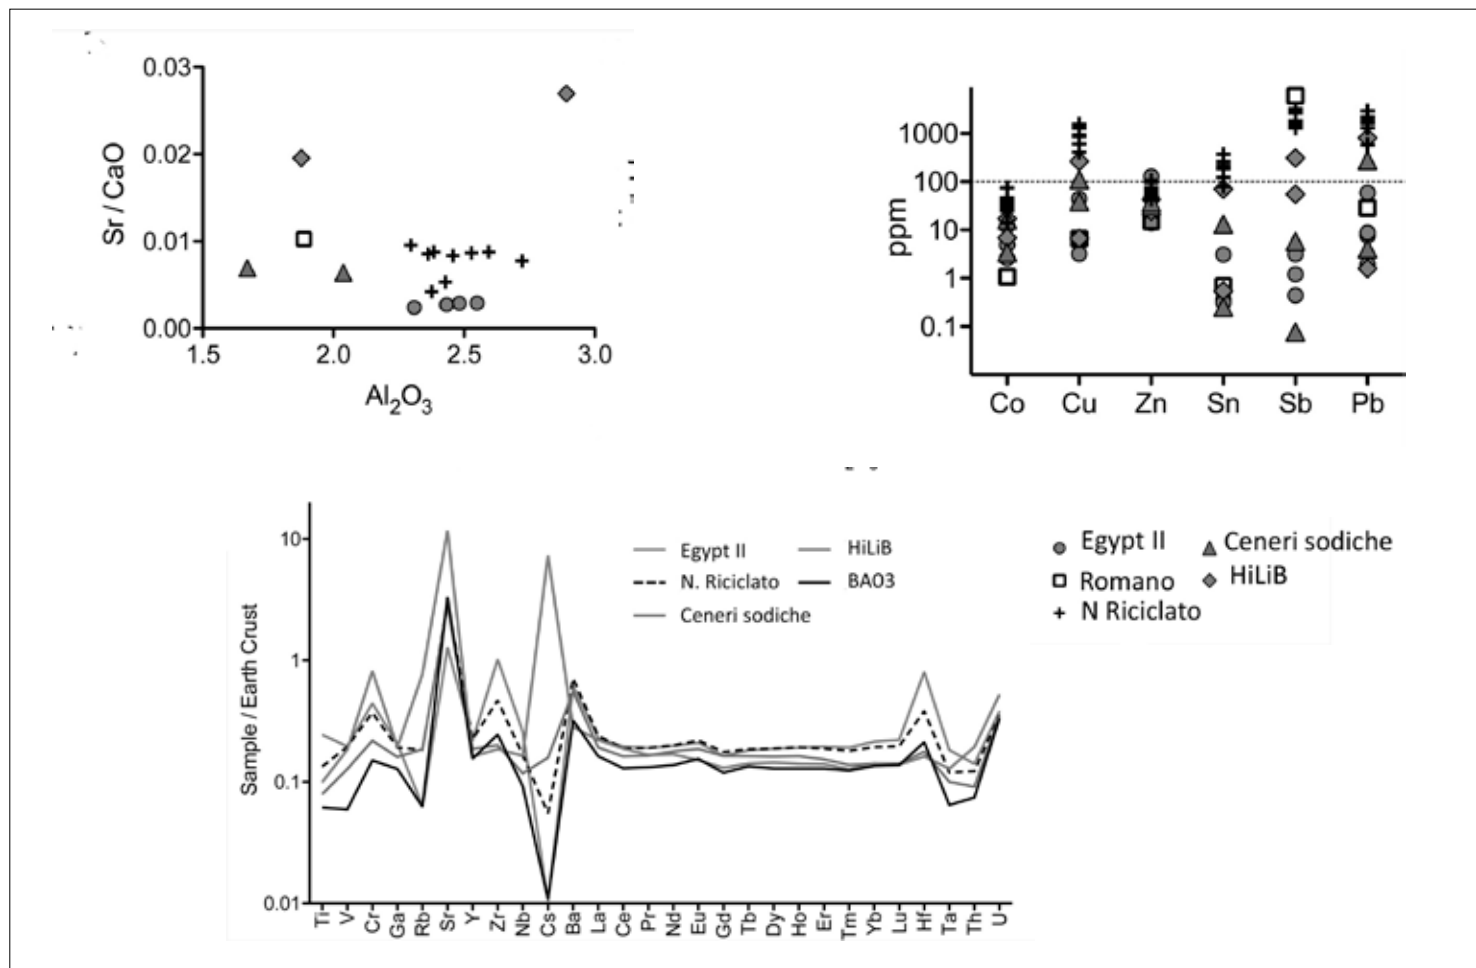 0.03
0.02
0.01
0.00
Sr / CaO
1.5 2.0 2.5 3.0
Al₂O₃
1000
100
10
1
0.1
ppm
Co Cu Zn Sn Sb Pb
10
1
0.1
0.01
Sample / Earth Crust
Egypt II HiLiB
N. Riciclato BA03
Ceneri sodiche
Ti V Cr Ga Rb Sr Y Zr Nb Cs Ba La Ce Pr Nd Eu Gd Tb Dy Ho Er Tm Yb Lu Hf Ta Th U
Egypt II Ceneri sodiche
Romano HiLiB
N Riciclato